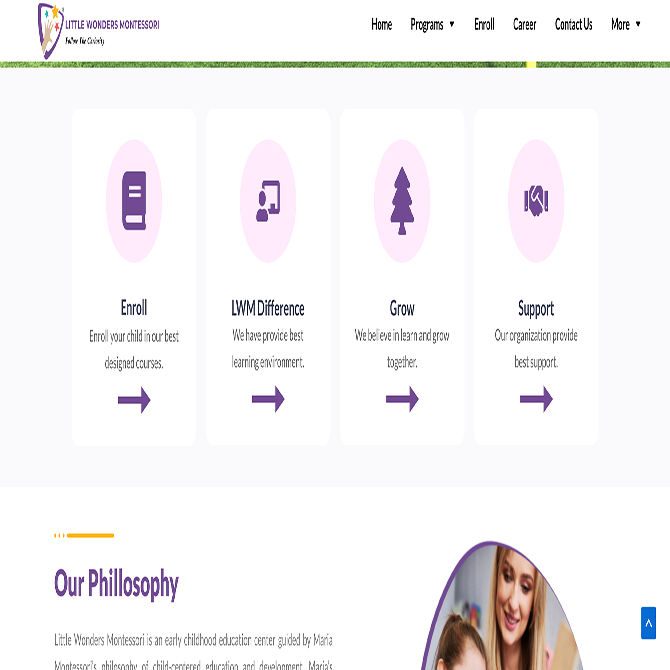 LITTLE WONDERS MONTESSORI
Follow The Curiosity
Home Programs Enroll Career Contact Us More
Enroll
Enroll your child in our best
designed courses.
LWM Difference
We have provide best
learning environment.
Grow
We believe in learn and grow
together.
Support
Our organization provide
best support.
Our Phillosophy
Little Wonders Montessori is an early childhood education center guided by Maria
Montessori's philosophy of child-centered education and development. Maria's